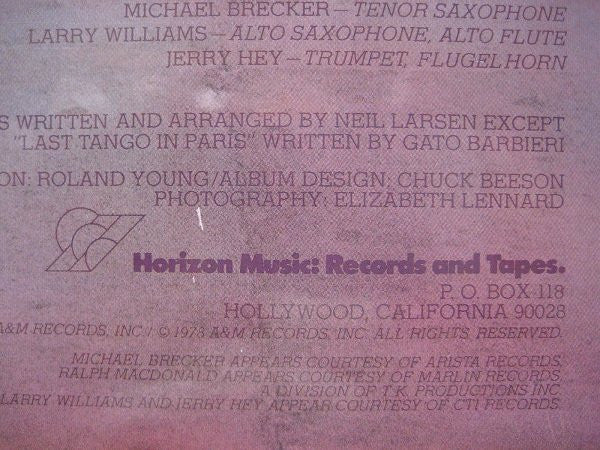 MICHAEL BRECKER—TENOR SAXOPHONE
LARRY WILLIAMS—ALTO SAXOPHONE, ALTO FLUTE
JERRY HEY—TRUMPET, FLUGELHORN
S WRITTEN AND ARRANGED BY NEIL LARSEN EXCEPT
"LAST TANGO IN PARIS" WRITTEN BY GATO BARBIERI
ON: ROLAND YOUNG/ALBUM DESIGN: CHUCK BEESON
PHOTOGRAPHY: ELIZABETH LENNARD
Horizon Music: Records and Tapes.
P.O. BOX 118
HOLLYWOOD, CALIFORNIA 90028
A&M RECORDS, INC./© 1978 A&M RECORDS, INC. ALL RIGHTS RESERVED.
MICHAEL BRECKER APPEARS COURTESY OF ARISTA RECORDS.
RALPH MACDONALD APPEARS COURTESY OF MARLIN RECORDS,
A DIVISION OF T.K. PRODUCTIONS INC.
LARRY WILLIAMS AND JERRY HEY APPEAR COURTESY OF CTI RECORDS.